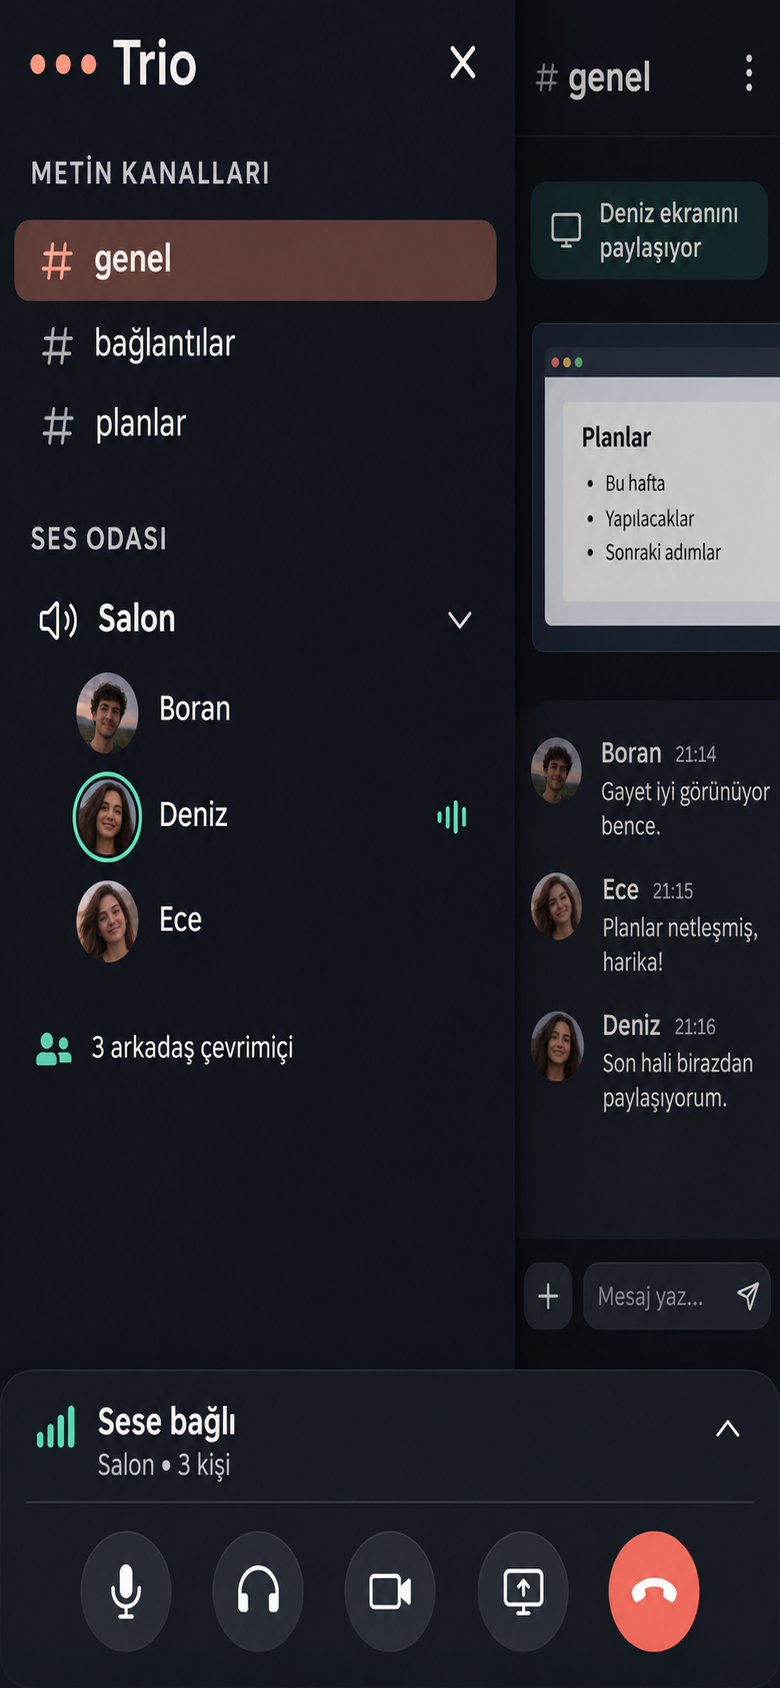 Trio
METİN KANALLARI
# genel
# bağlantılar
# planlar
SES ODASI
Salon
Boran
Deniz
Ece
3 arkadaş çevrimiçi
# genel
Deniz ekranını
paylaşıyor
Planlar
• Bu hafta
• Yapılacaklar
• Sonraki adımlar
Boran 21:14
Gayet iyi görünüyor
bence.
Ece 21:15
Planlar netleşmiş,
harika!
Deniz 21:16
Son hali birazdan
paylaşıyorum.
Mesaj yaz...
Sese bağlı
Salon • 3 kişi